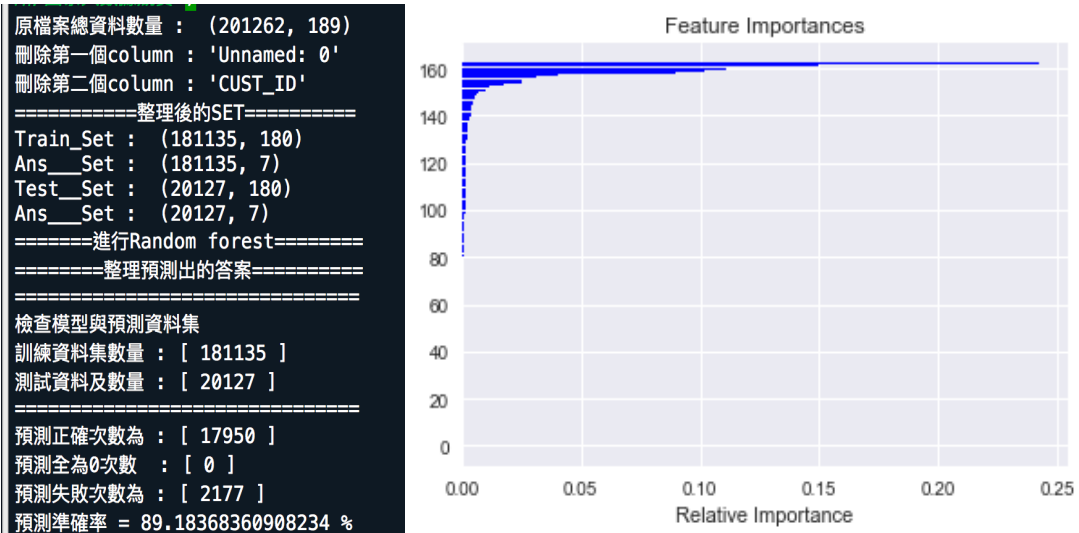 原檔案總資料數量 :  (201262, 189)
刪除第一個column : 'Unnamed: 0'
刪除第二個column : 'CUST_ID'
===========整理後的SET==========
Train_Set :  (181135, 180)
Ans___Set :  (181135, 7)
Test__Set :  (20127, 180)
Ans___Set :  (20127, 7)
=======進行Random forest========
========整理預測出的答案==========
===============================
檢查模型與預測資料集
訓練資料集數量 : [ 181135 ]
測試資料及數量 : [ 20127 ]
===============================
預測正確次數為 : [ 17950 ]
預測全為0次數  : [ 0 ]
預測失敗次數為 : [ 2177 ]
預測準確率 = 89.18368360908234 %
Feature Importances
160
140
120
100
80
60
40
20
0
0.00 0.05 0.10 0.15 0.20 0.25
Relative Importance